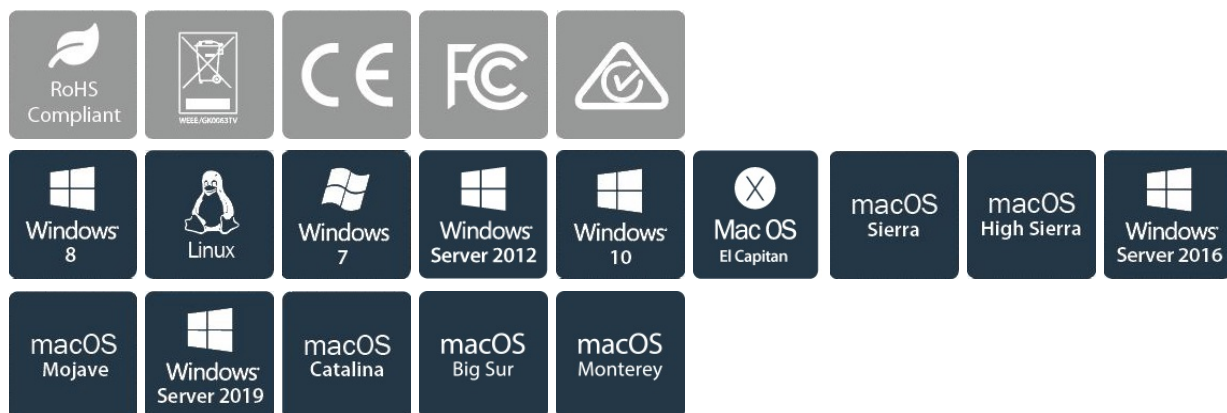 RoHS
Compliant
WEEE/GK0063TV
CE
FC
Windows
8
Linux
Windows
7
Windows
Server 2012
Windows
10
X
Mac OS
El Capitan
macOS
Sierra
macOS
High Sierra
Windows
Server 2016
macOS
Mojave
Windows
Server 2019
macOS
Catalina
macOS
Big Sur
macOS
Monterey